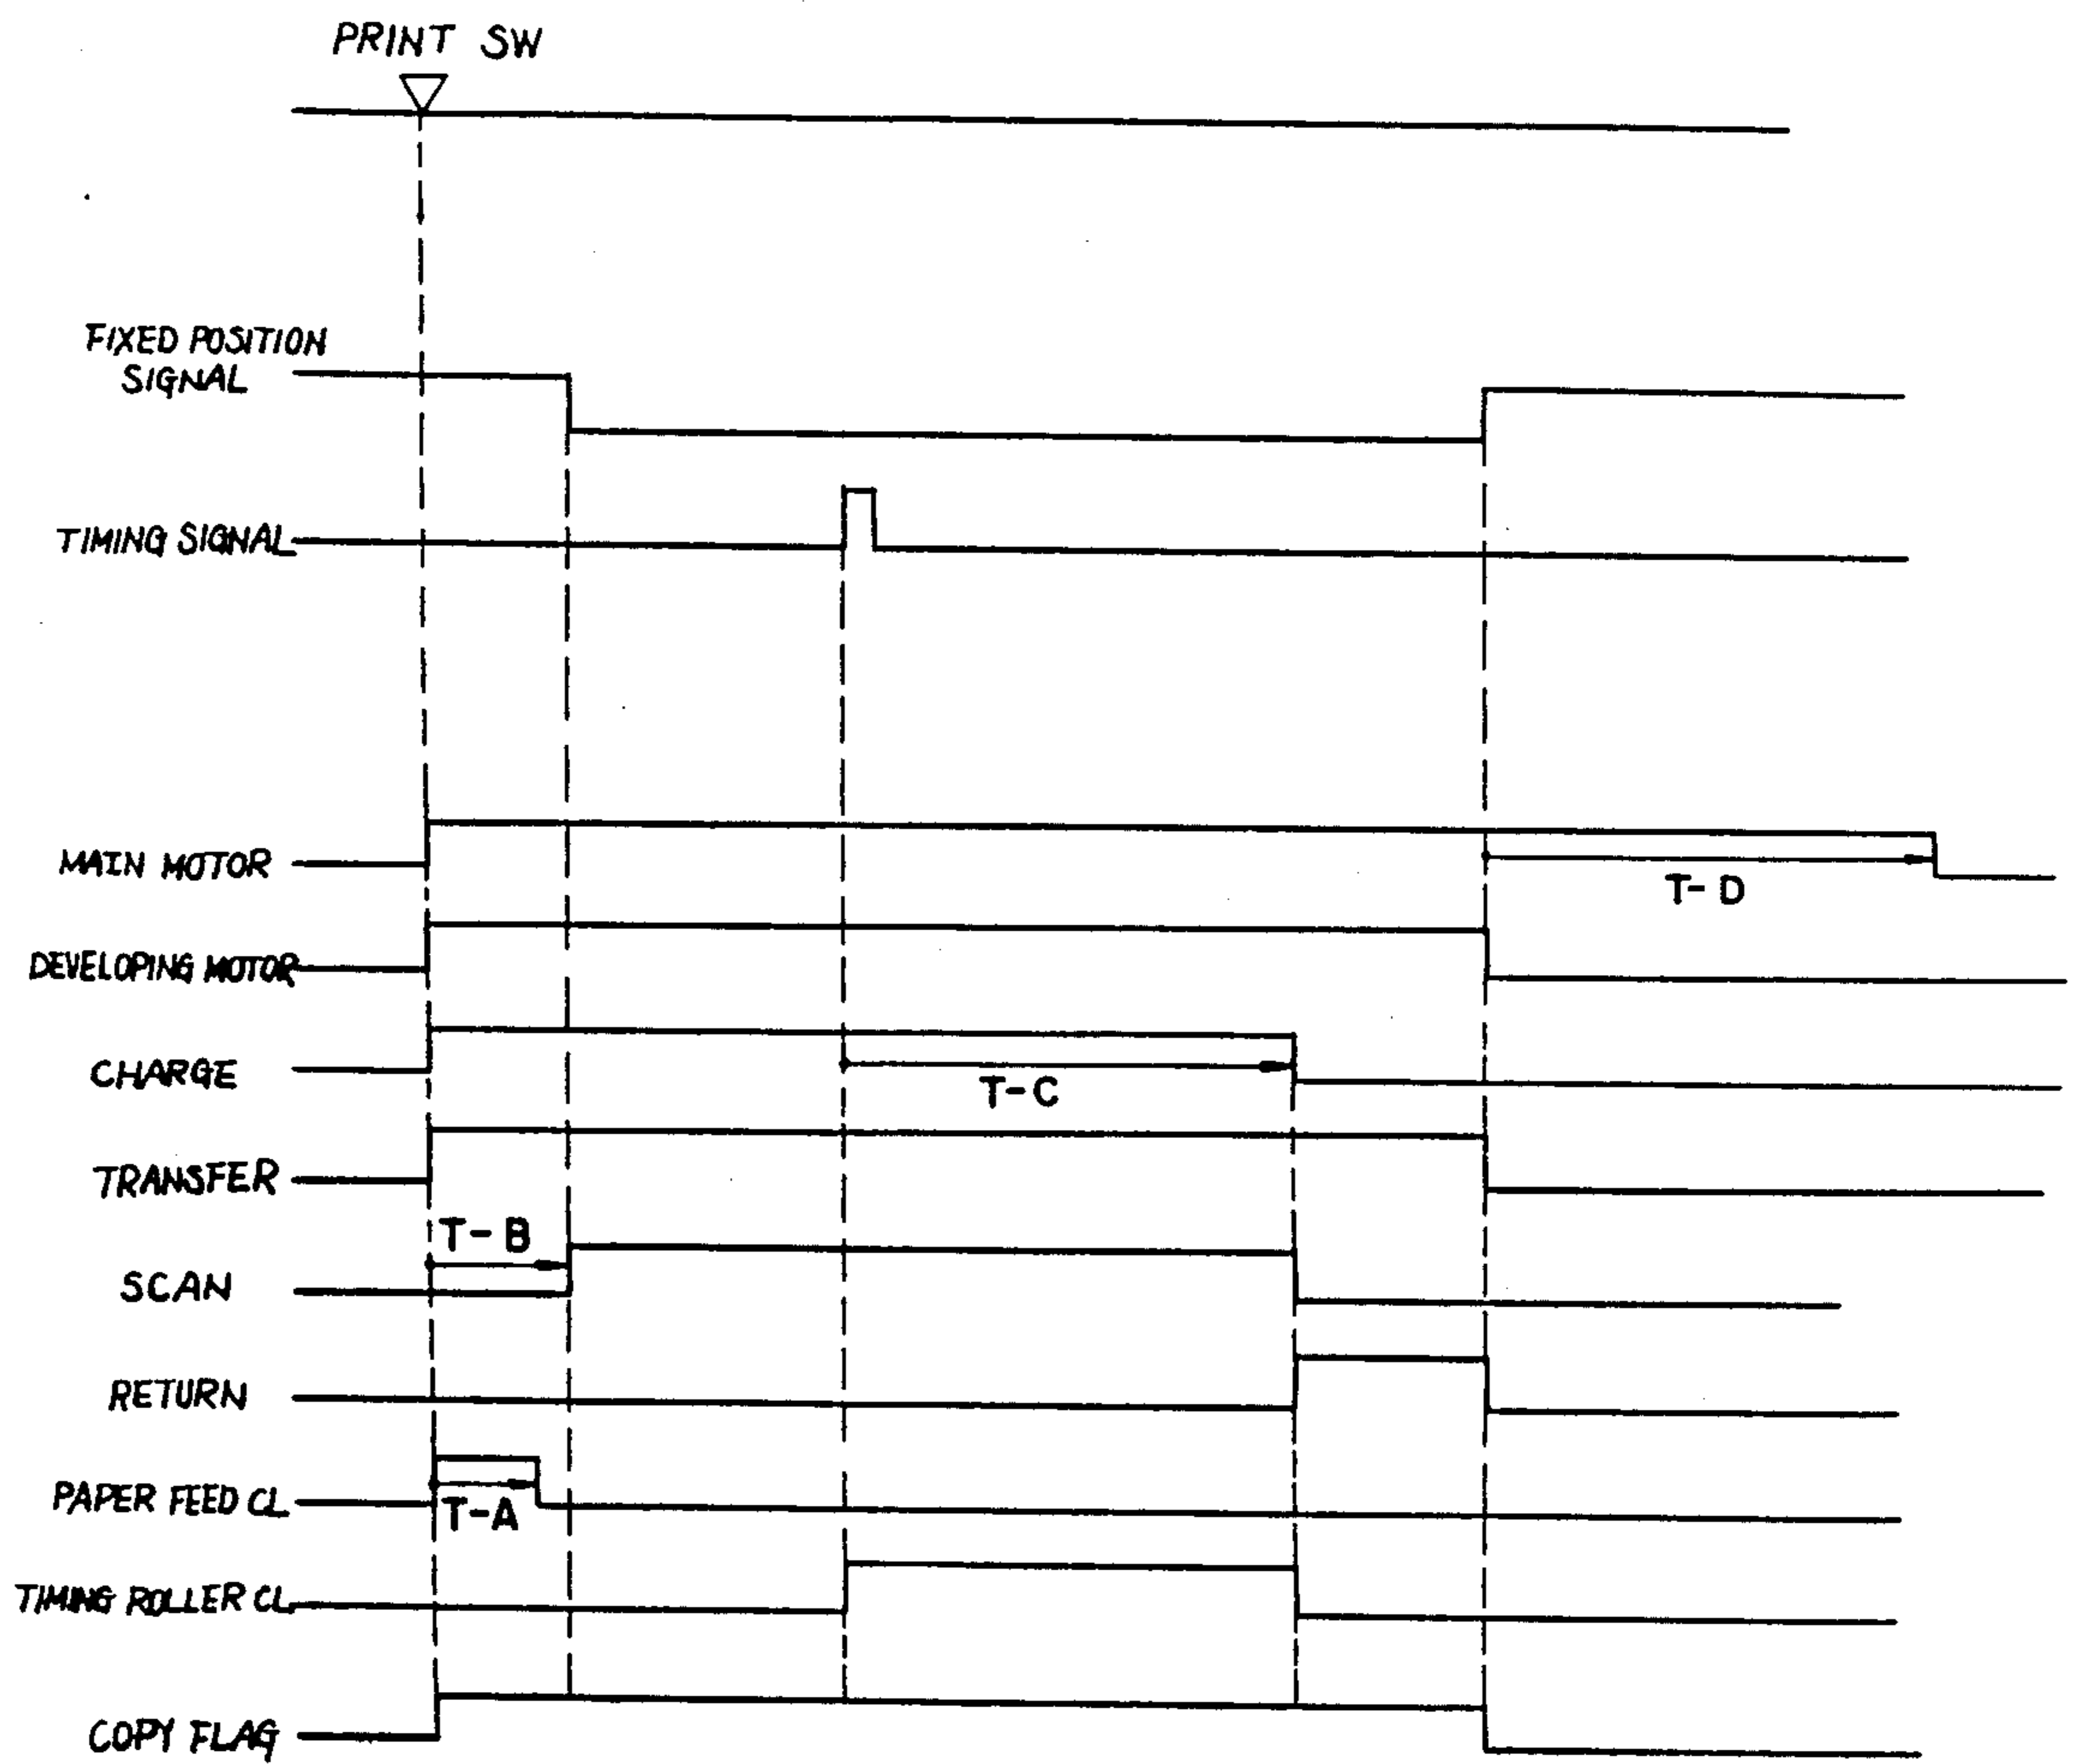 PRINT SW
FIXED POSITION
SIGNAL
TIMING SIGNAL
MAIN MOTOR
T-D
DEVELOPING MOTOR
CHARGE
T-C
TRANSFER
T-B
SCAN
RETURN
PAPER FEED CL
T-A
TIMING ROLLER CL
COPY FLAG